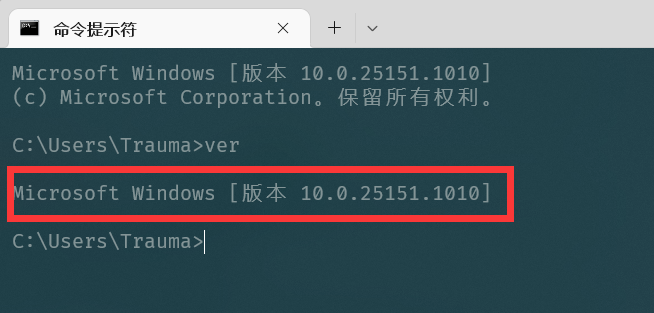 命令提示符
Microsoft Windows [版本 10.0.25151.1010]
(c) Microsoft Corporation。保留所有权利。
C:\Users\Trauma>ver
Microsoft Windows [版本 10.0.25151.1010]
C:\Users\Trauma>